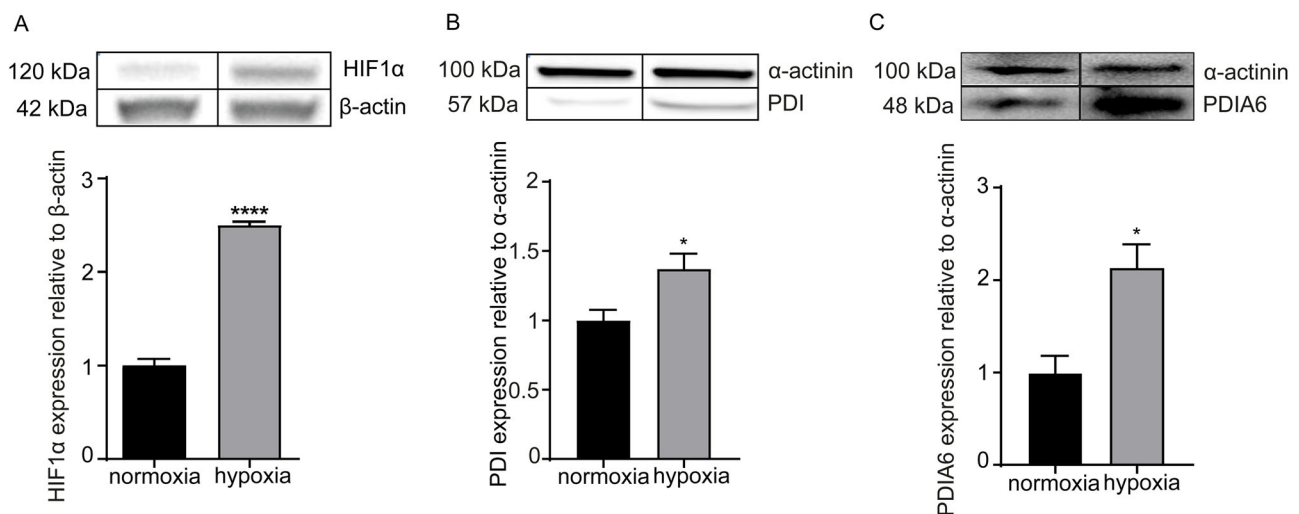 A
120 kDa HIF1α
42 kDa β-actin
HIF1α expression relative to β-actin
3
2
1
0
****
normoxia hypoxia
B
100 kDa α-actinin
57 kDa PDI
PDI expression relative to α-actinin
2
1.5
1
0.5
0
*
normoxia hypoxia
C
100 kDa α-actinin
48 kDa PDIA6
PDIA6 expression relative to α-actinin
3
2
1
0
*
normoxia hypoxia